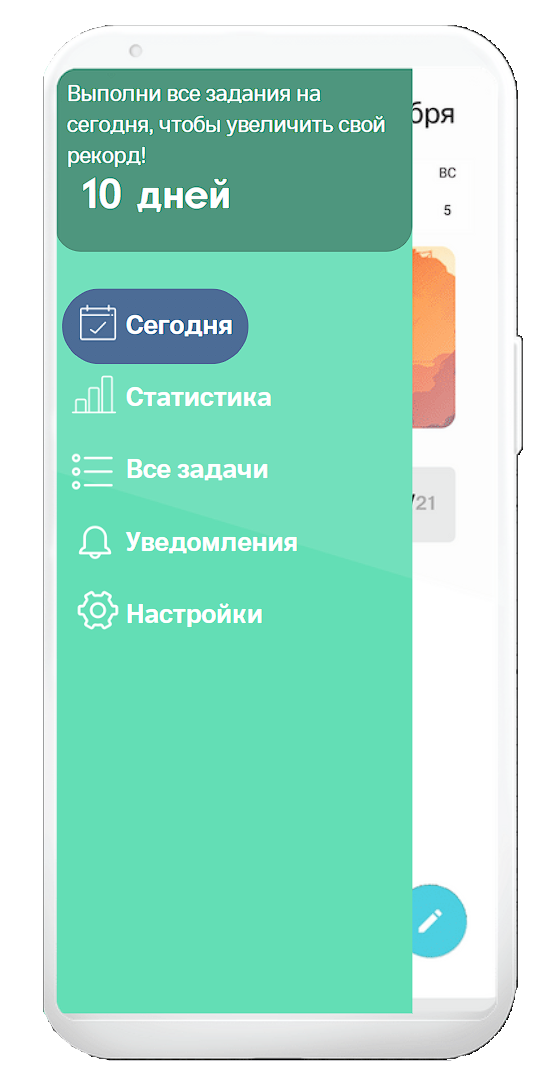 Выполни все задания на
сегодня, чтобы увеличить свой
рекорд!
10 дней
бря
ВС
5
Сегодня
Статистика
Все задачи
/21
Уведомления
Настройки